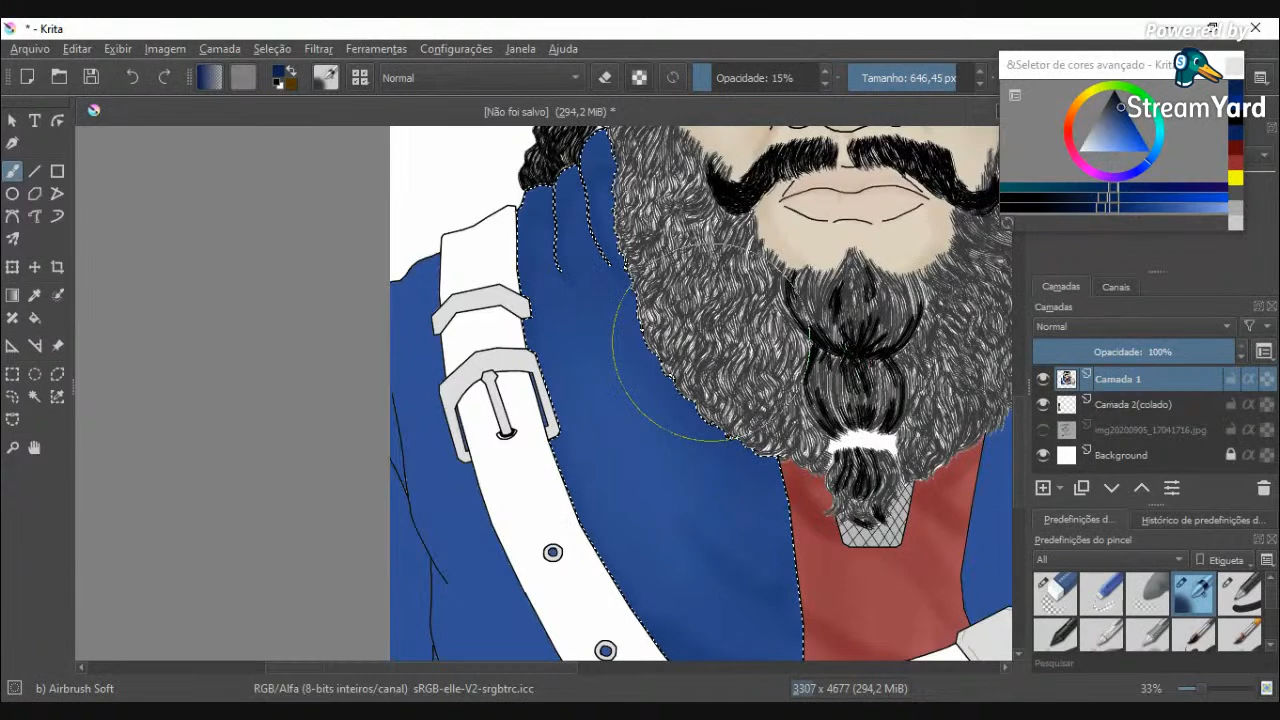 * - Krita
Powered by
Arquivo Editar Exibir Imagem Camada Seleção Filtrar Ferramentas Configurações Janela Ajuda
Normal
Opacidade: 15%
Tamanho: 646,45 px
&Seletor de cores avançado - Krita
StreamYard
[Não foi salvo] (294,2 MiB) *
Camadas Canais
Camadas
Normal
Opacidade: 100%
Camada 1
Camada 2(colado)
img20200905_17041716.jpg
Background
Predefinições d... Histórico de predefinições d...
Predefinições do pincel
All Etiqueta
Pesquisar
b) Airbrush Soft
RGB/Alfa (8-bits inteiros/canal) sRGB-elle-V2-srgbtrc.icc
3307 x 4677 (294,2 MiB)
33%